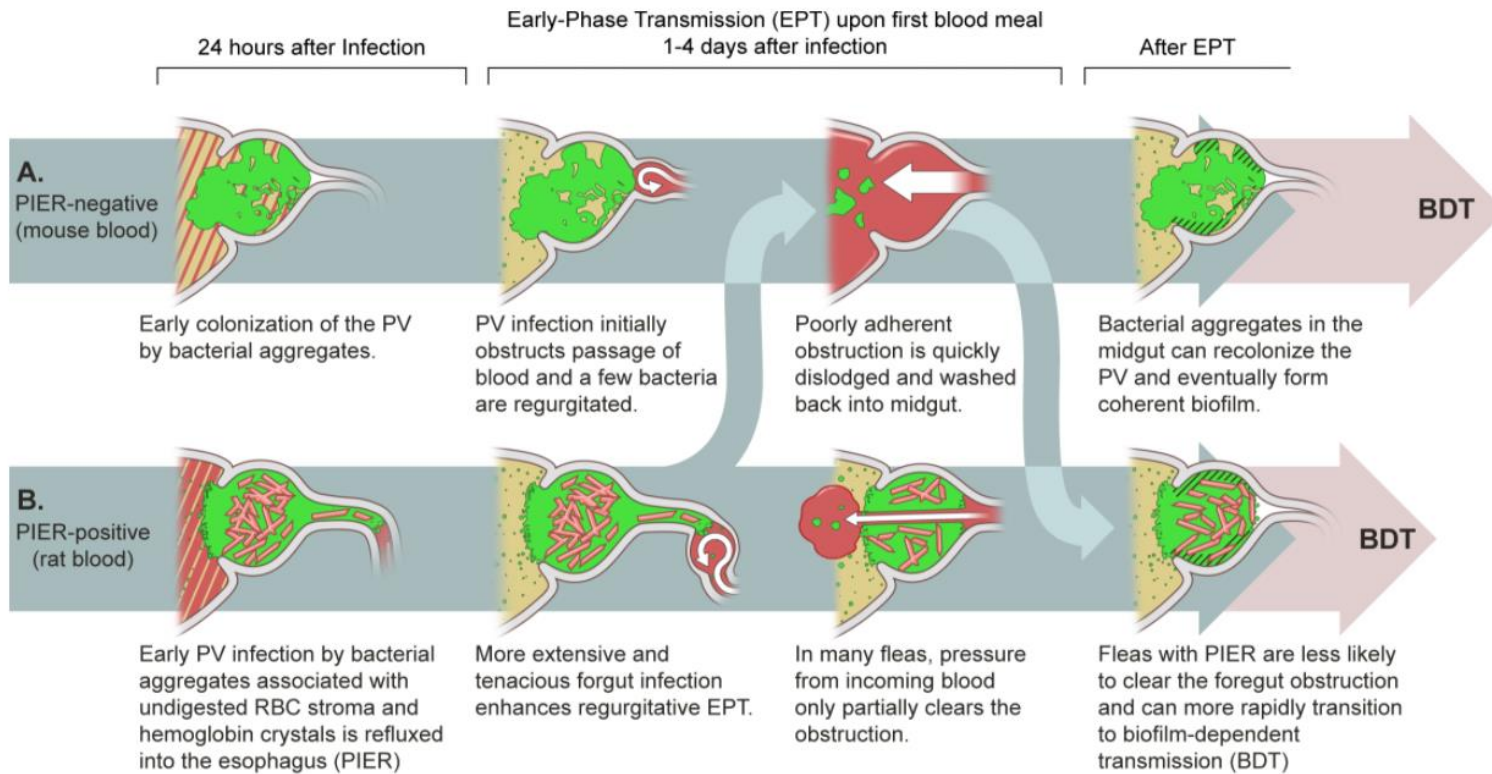 Early-Phase Transmission (EPT) upon first blood meal
24 hours after Infection
1-4 days after infection
After EPT
A.
PIER-negative
(mouse blood)
BDT
Early colonization of the PV
by bacterial aggregates.
PV infection initially
obstructs passage of
blood and a few bacteria
are regurgitated.
Poorly adherent
obstruction is quickly
dislodged and washed
back into midgut.
Bacterial aggregates in the
midgut can recolonize the
PV and eventually form
coherent biofilm.
B.
PIER-positive
(rat blood)
BDT
Early PV infection by bacterial
aggregates associated with
undigested RBC stroma and
hemoglobin crystals is refluxed
into the esophagus (PIER)
More extensive and
tenacious forgut infection
enhances regurgitative EPT.
In many fleas, pressure
from incoming blood
only partially clears the
obstruction.
Fleas with PIER are less likely
to clear the foregut obstruction
and can more rapidly transition
to biofilm-dependent
transmission (BDT)